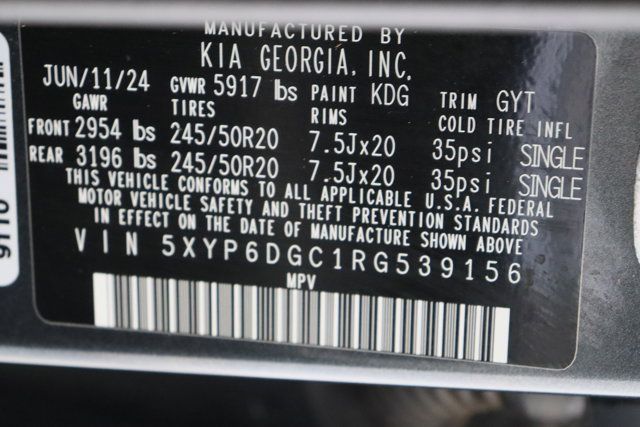 MANUFACTURED BY
KIA GEORGIA, INC.
JUN/11/24 GVWR 5917 lbs PAINT KDG TRIM GYT
GAWR TIRES RIMS COLD TIRE INFL
FRONT 2954 lbs 245/50R20 7.5Jx20 35psi SINGLE
REAR 3196 lbs 245/50R20 7.5Jx20 35psi SINGLE
THIS VEHICLE CONFORMS TO ALL APPLICABLE U.S.A. FEDERAL
MOTOR VEHICLE SAFETY AND THEFT PREVENTION STANDARDS
IN EFFECT ON THE DATE OF MANUFACTURE SHOWN ABOVE
VIN 5XYP6DGC1RG539156
MPV